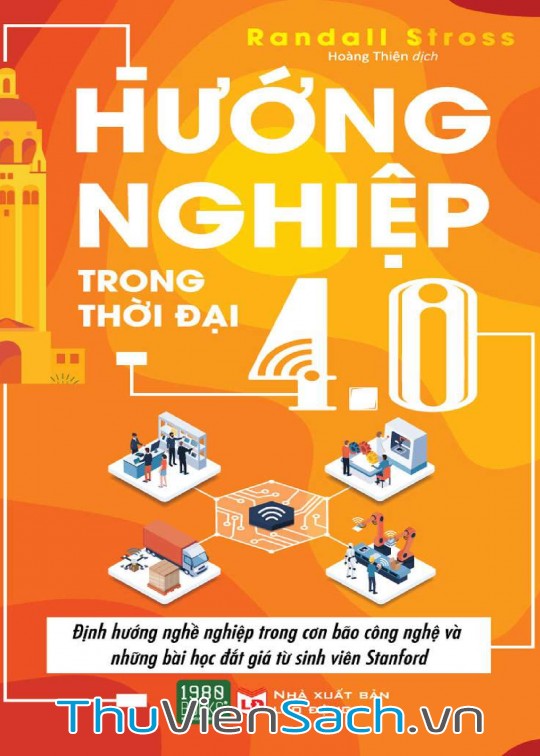 Randall Stross
Hoàng Thiện dịch
HƯỚNG
NGHIỆP
TRONG
THỜI ĐẠI
4.0
Định hướng nghề nghiệp trong cơn bão công nghệ và
những bài học đắt giá từ sinh viên Stanford
1980
NHÀ XUẤT BẢN
ThuVienSach.vn